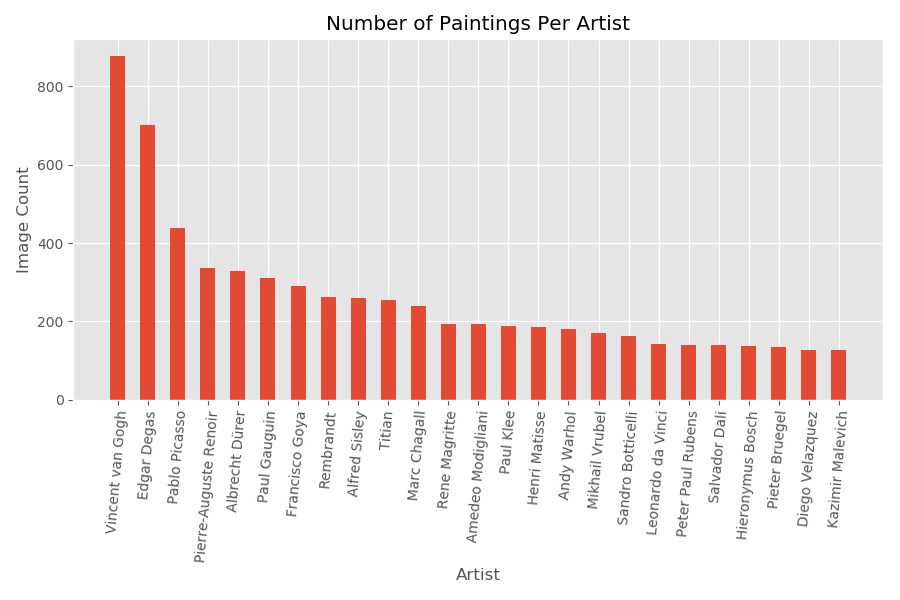 Number of Paintings Per Artist
Image Count
800
600
400
200
0
Vincent van Gogh
Edgar Degas
Pablo Picasso
Pierre-Auguste Renoir
Albrecht Dürer
Paul Gauguin
Francisco Goya
Rembrandt
Alfred Sisley
Titian
Marc Chagall
Rene Magritte
Amedeo Modigliani
Paul Klee
Henri Matisse
Andy Warhol
Mikhail Vrubel
Sandro Botticelli
Leonardo da Vinci
Peter Paul Rubens
Salvador Dali
Hieronymus Bosch
Pieter Bruegel
Diego Velazquez
Kazimir Malevich
Artist